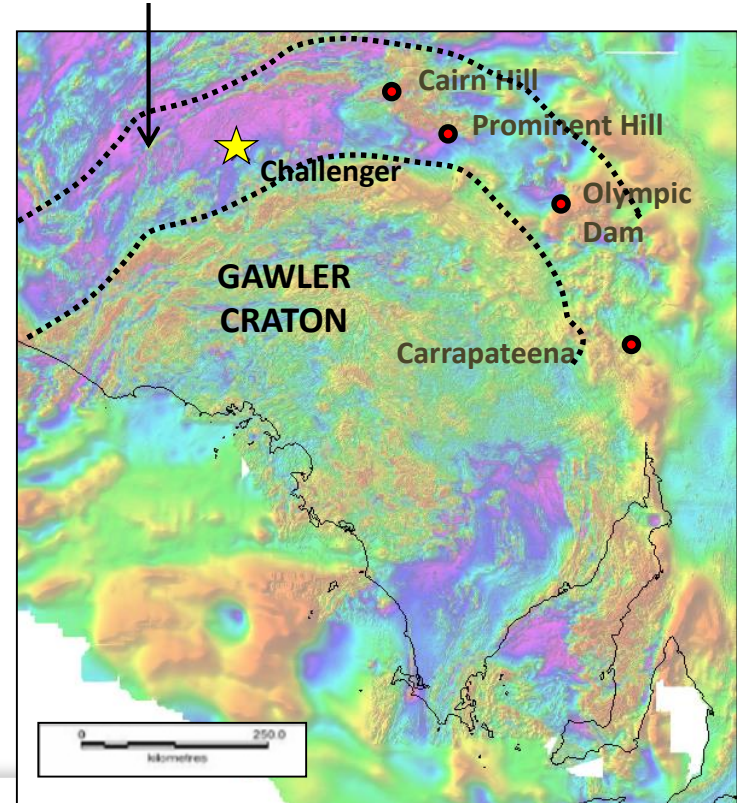 Cairn Hill
Prominent Hill
Challenger
Olympic
Dam
GAWLER
CRATON
Carrapateena
0 250.0
kilometres